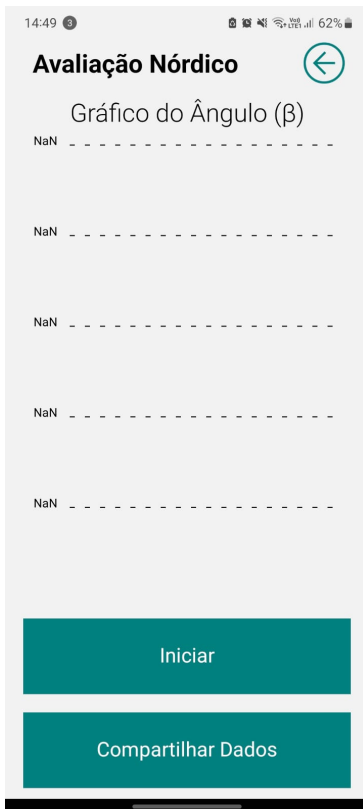 14:49 3 62%
Avaliação Nórdico
Gráfico do Ângulo (β)
NaN
NaN
NaN
NaN
NaN
Iniciar
Compartilhar Dados